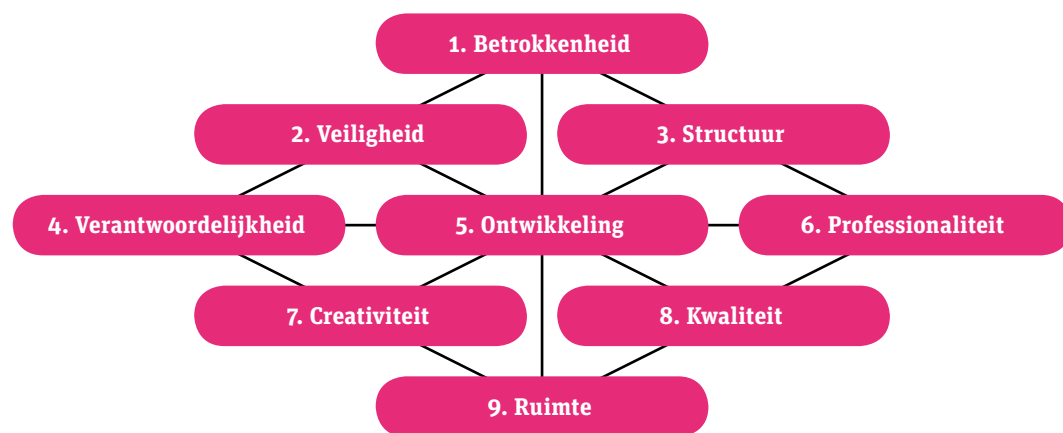 1. Betrokkenheid
2. Veiligheid
3. Structuur
4. Verantwoordelijkheid
5. Ontwikkeling
6. Professionaliteit
7. Creativiteit
8. Kwaliteit
9. Ruimte